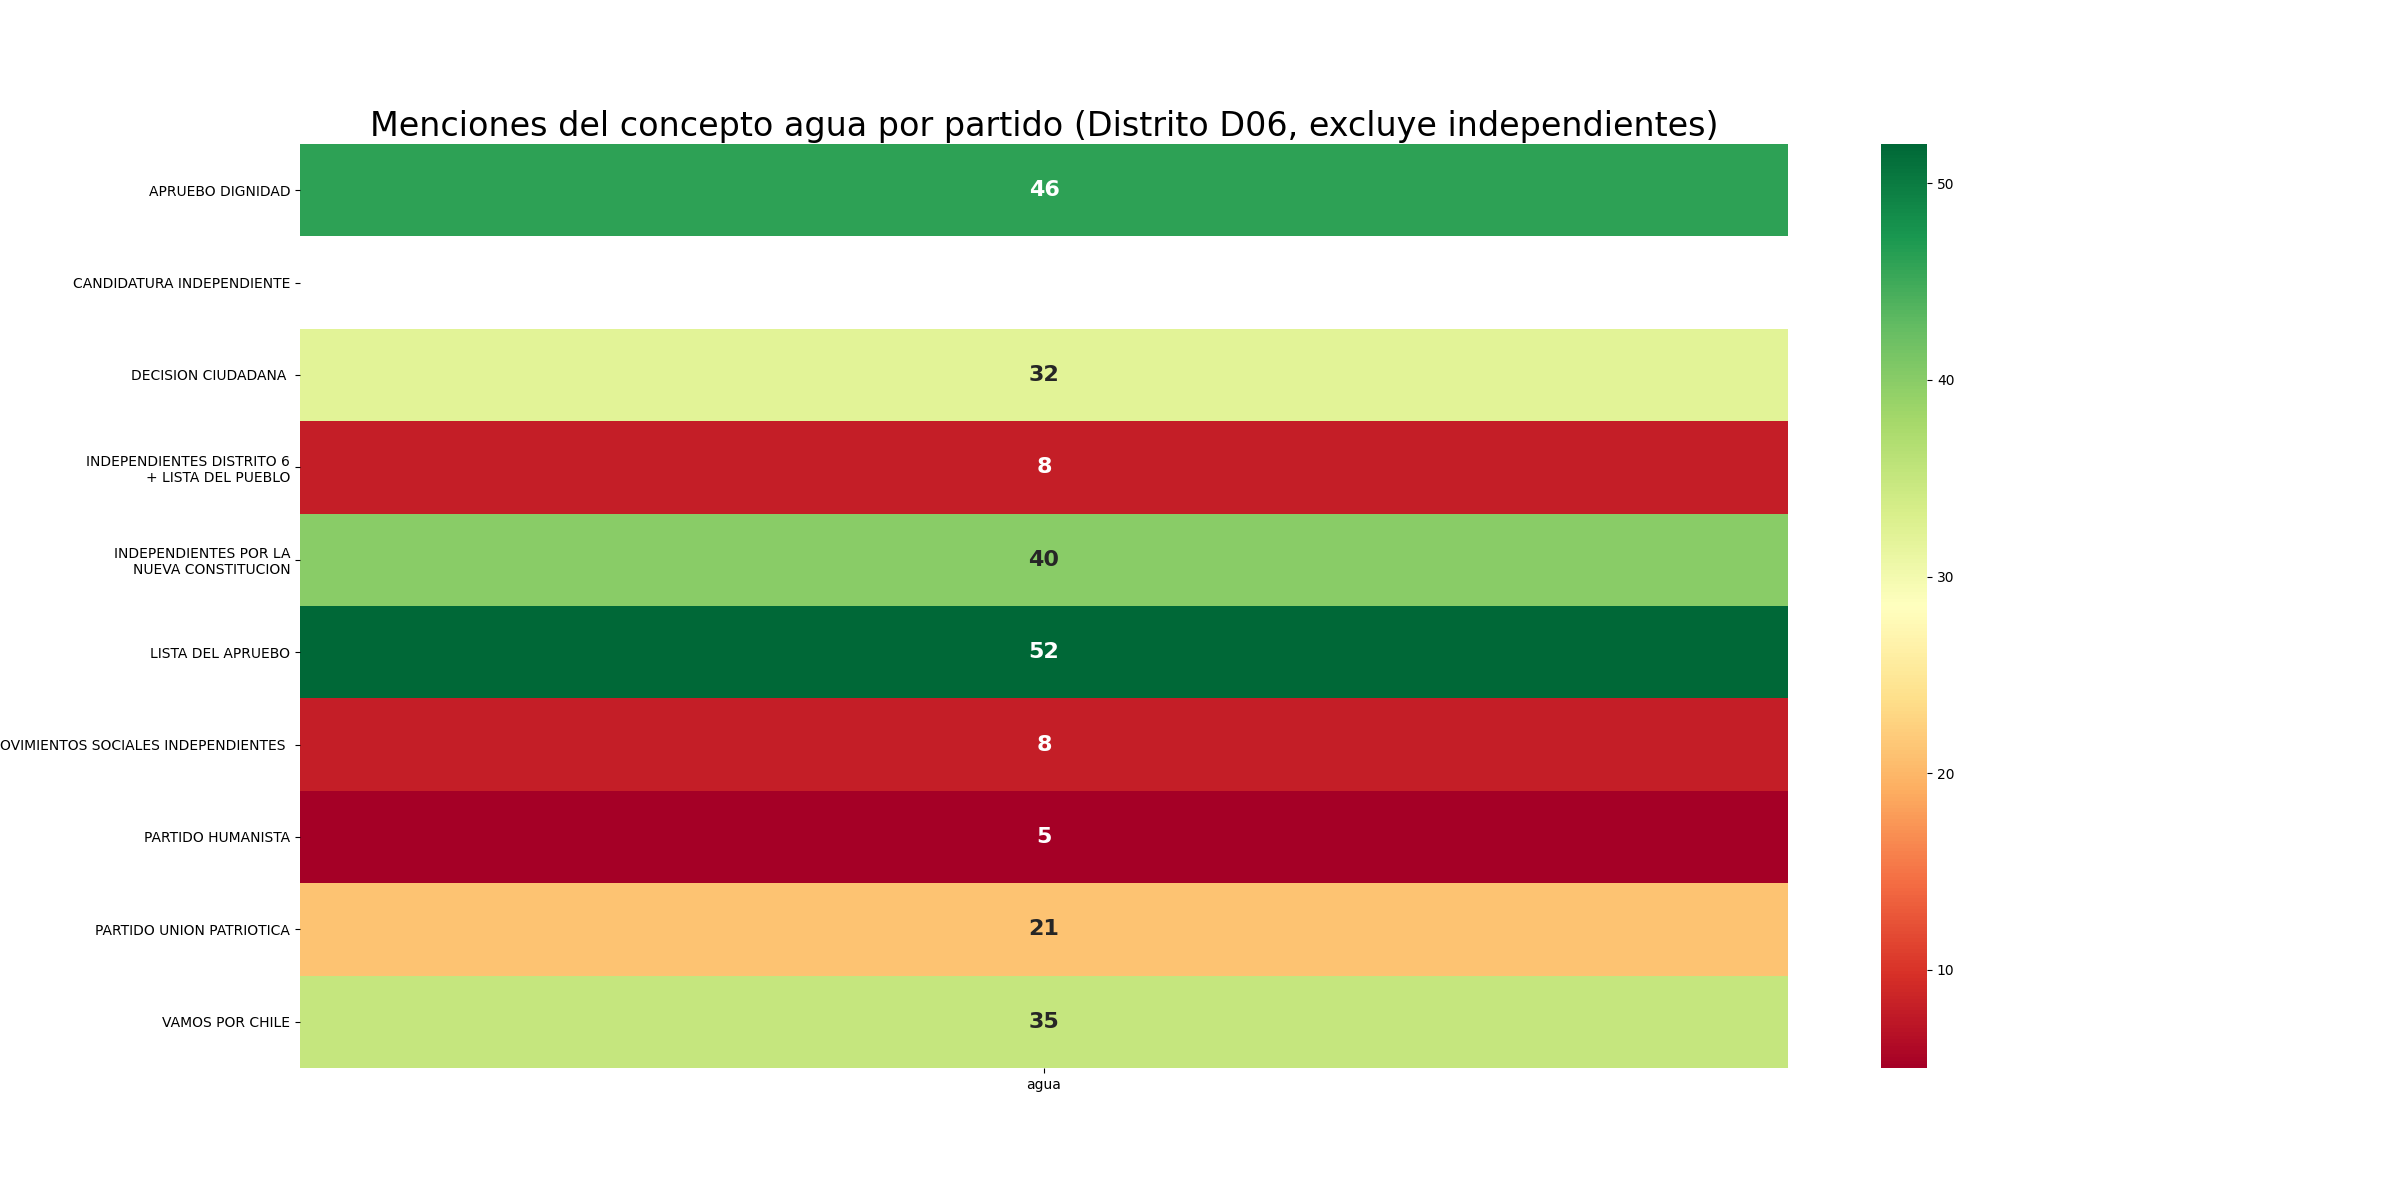 Menciones del concepto agua por partido (Distrito D06, excluye independientes)
APRUEBO DIGNIDAD
46
CANDIDATURA INDEPENDIENTE
DECISION CIUDADANA
32
INDEPENDIENTES DISTRITO 6
+ LISTA DEL PUEBLO
8
INDEPENDIENTES POR LA
NUEVA CONSTITUCION
40
LISTA DEL APRUEBO
52
OVIMIENTOS SOCIALES INDEPENDIENTES
8
PARTIDO HUMANISTA
5
PARTIDO UNION PATRIOTICA
21
VAMOS POR CHILE
35
agua
50
40
30
20
10